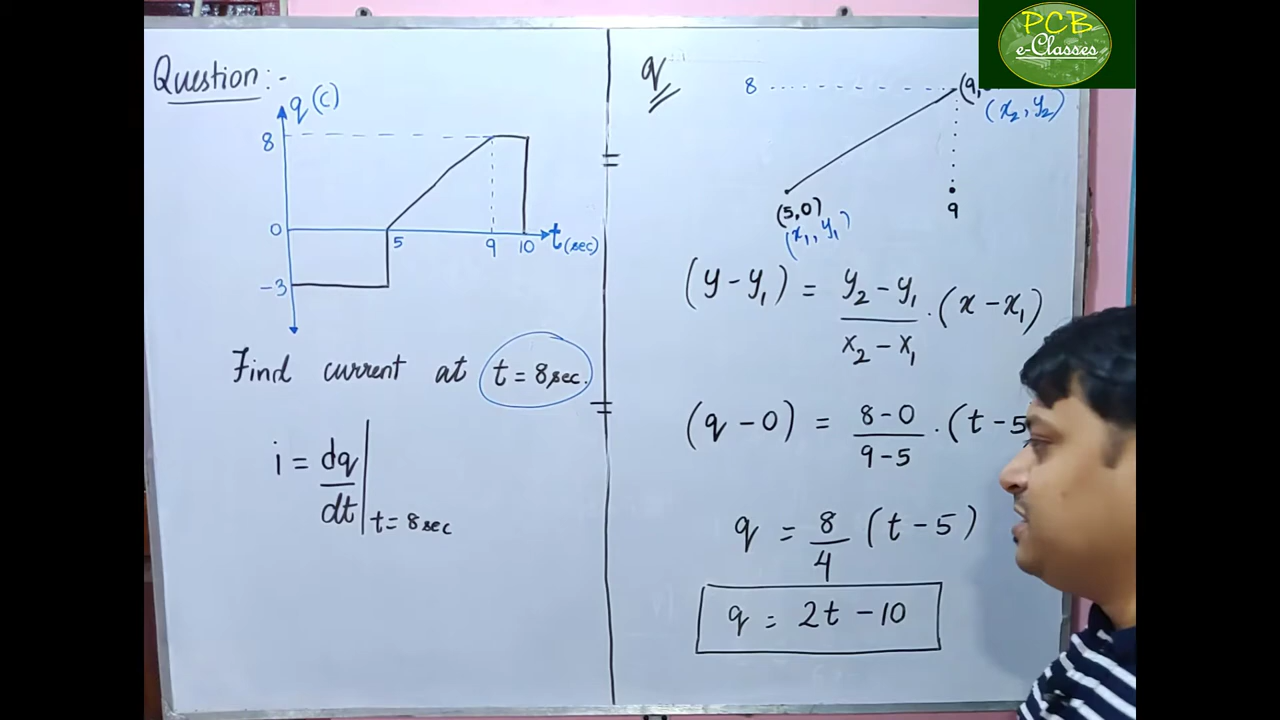 PCB
e-Classes
Question:-
q (C)
8
0
-3
5
9
10
t (sec)
Find current at t = 8 sec.
i = dq/dt | t = 8 sec
q
8
(9,
(x₂, y₂)
(5,0)
(x₁, y₁)
9
(y - y₁) = y₂ - y₁ / x₂ - x₁ . (x - x₁)
(q - 0) = 8 - 0 / 9 - 5 . (t - 5
q = 8/4 (t - 5)
q = 2t - 10